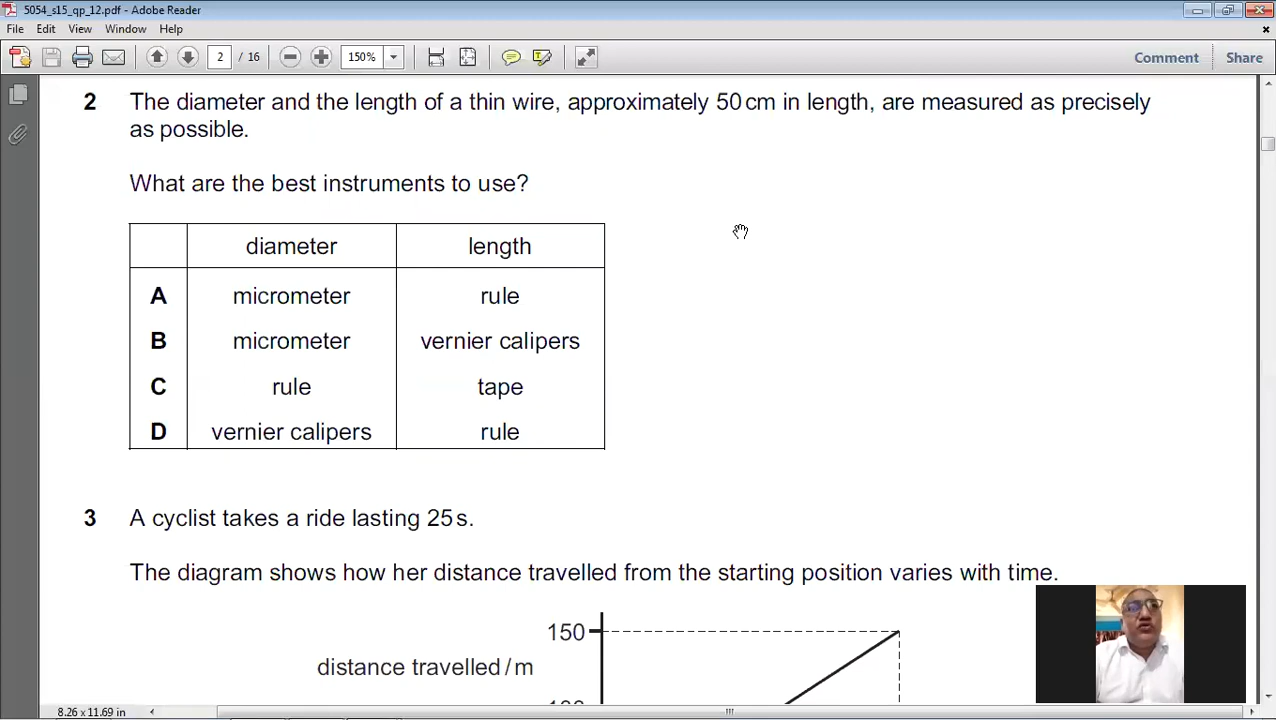 5054_s15_qp_12.pdf - Adobe Reader
File Edit View Window Help
2 / 16 150% Comment Share
2 The diameter and the length of a thin wire, approximately 50 cm in length, are measured as precisely
as possible.
What are the best instruments to use?
diameter length
A micrometer rule
B micrometer vernier calipers
C rule tape
D vernier calipers rule
3 A cyclist takes a ride lasting 25 s.
The diagram shows how her distance travelled from the starting position varies with time.
150
distance travelled / m
8.26 x 11.69 in